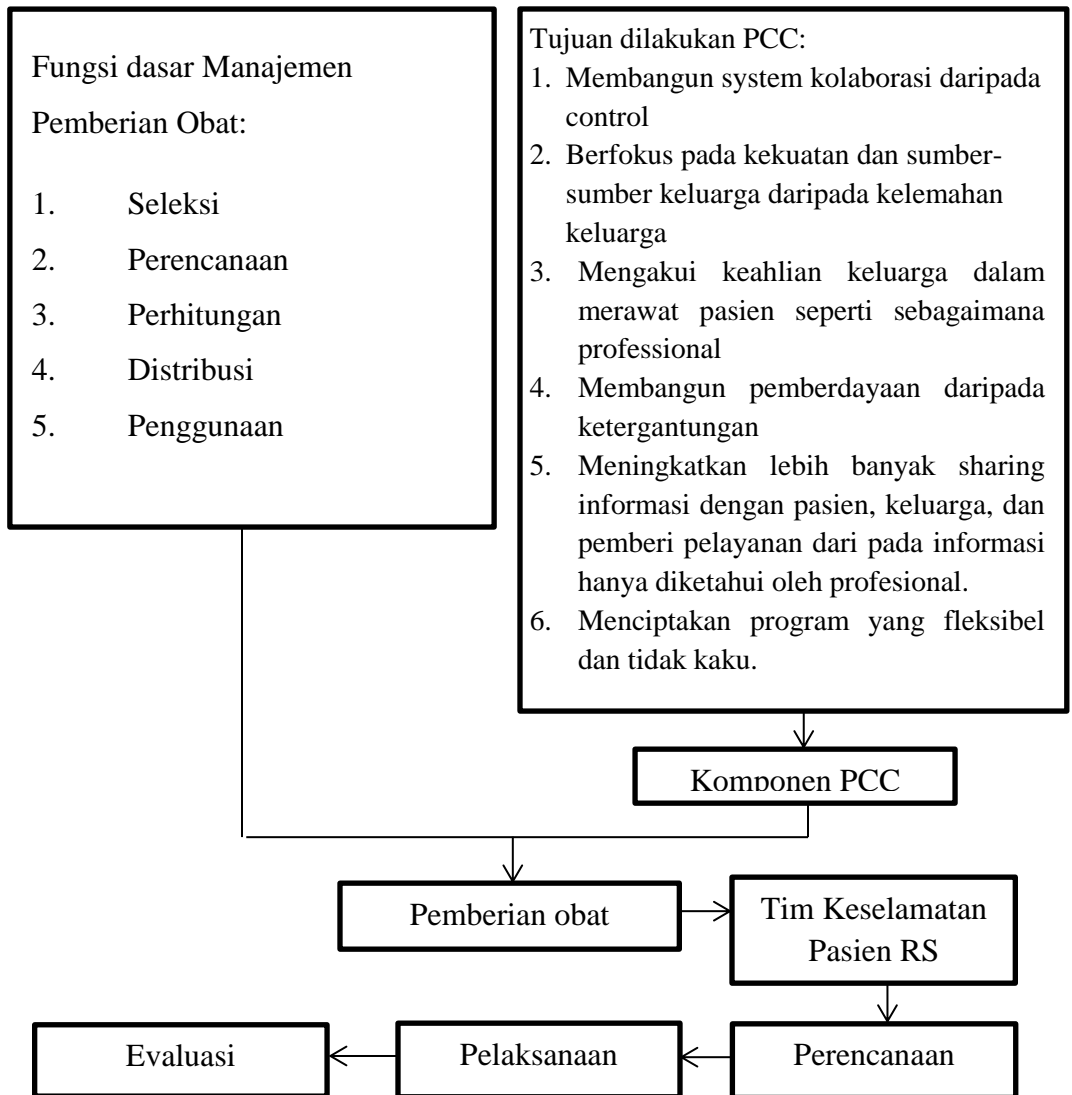 Fungsi dasar Manajemen
Pemberian Obat:
1. Seleksi
2. Perencanaan
3. Perhitungan
4. Distribusi
5. Penggunaan
Tujuan dilakukan PCC:
1. Membangun system kolaborasi daripada
control
2. Berfokus pada kekuatan dan sumber-
sumber keluarga daripada kelemahan
keluarga
3. Mengakui keahlian keluarga dalam
merawat pasien seperti sebagaimana
professional
4. Membangun pemberdayaan daripada
ketergantungan
5. Meningkatkan lebih banyak sharing
informasi dengan pasien, keluarga, dan
pemberi pelayanan dari pada informasi
hanya diketahui oleh profesional.
6. Menciptakan program yang fleksibel
dan tidak kaku.
Komponen PCC
Pemberian obat
Tim Keselamatan
Pasien RS
Evaluasi
Pelaksanaan
Perencanaan